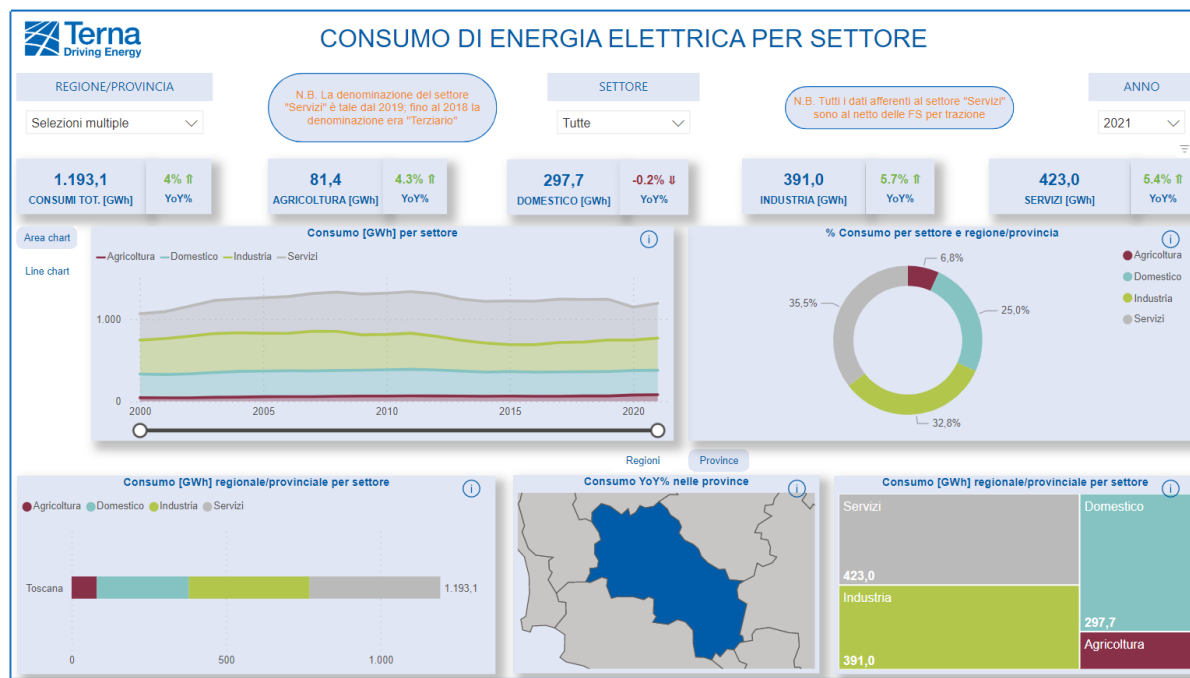 Terna
Driving Energy
CONSUMO DI ENERGIA ELETTRICA PER SETTORE
REGIONE/PROVINCIA
Selezioni multiple
N.B. La denominazione del settore
"Servizi" è tale dal 2019; fino al 2018 la
denominazione era "Terziario"
SETTORE
Tutte
N.B. Tutti i dati afferenti al settore "Servizi"
sono al netto delle FS per trazione
ANNO
2021
1.193,1
CONSUMI TOT. [GWh]
4% ⇑
YoY%
81,4
AGRICOLTURA [GWh]
4.3% ⇑
YoY%
297,7
DOMESTICO [GWh]
-0.2% ⇓
YoY%
391,0
INDUSTRIA [GWh]
5.7% ⇑
YoY%
423,0
SERVIZI [GWh]
5.4% ⇑
YoY%
Area chart
Line chart
Consumo [GWh] per settore
i
Agricoltura Domestico Industria Servizi
1.000
0
2000 2005 2010 2015 2020
% Consumo per settore e regione/provincia
i
Agricoltura
Domestico
Industria
Servizi
6,8%
35,5%
25,0%
32,8%
Regioni
Province
Consumo [GWh] regionale/provinciale per settore
i
Agricoltura Domestico Industria Servizi
Toscana
1.193,1
0 500 1.000
Consumo YoY% nelle province
i
Consumo [GWh] regionale/provinciale per settore
i
Servizi
423,0
Industria
391,0
Domestico
297,7
Agricoltura